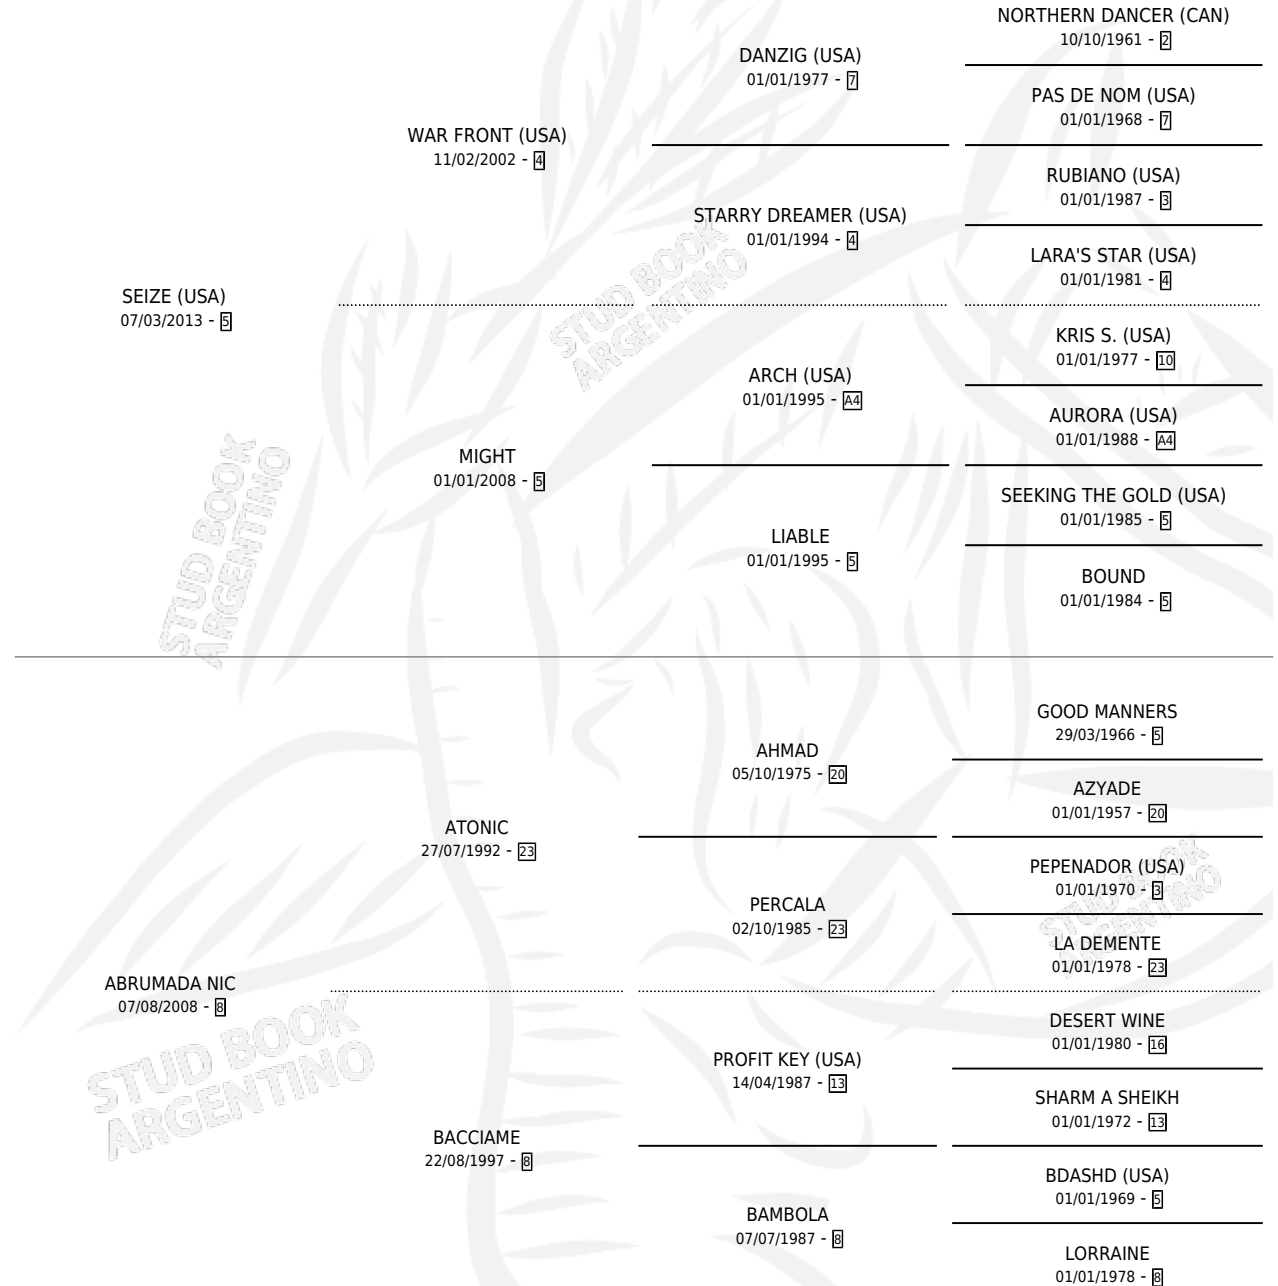 NORTHERN DANCER (CAN)
10/10/1961 - 2
DANZIG (USA)
01/01/1977 - 7
PAS DE NOM (USA)
01/01/1968 - 7
WAR FRONT (USA)
11/02/2002 - 4
RUBIANO (USA)
01/01/1987 - 3
STARRY DREAMER (USA)
01/01/1994 - 4
LARA'S STAR (USA)
01/01/1981 - 4
SEIZE (USA)
07/03/2013 - 5
KRIS S. (USA)
01/01/1977 - 10
ARCH (USA)
01/01/1995 - A4
AURORA (USA)
01/01/1988 - A4
MIGHT
01/01/2008 - 5
SEEKING THE GOLD (USA)
01/01/1985 - 5
LIABLE
01/01/1995 - 5
BOUND
01/01/1984 - 5
GOOD MANNERS
29/03/1966 - 5
AHMAD
05/10/1975 - 20
AZYADE
01/01/1957 - 20
ATONIC
27/07/1992 - 23
PEPENADOR (USA)
01/01/1970 - 3
PERCALA
02/10/1985 - 23
LA DEMENTE
01/01/1978 - 23
ABRUMADA NIC
07/08/2008 - 8
DESERT WINE
01/01/1980 - 16
PROFIT KEY (USA)
14/04/1987 - 13
SHARM A SHEIKH
01/01/1972 - 13
BACCIAME
22/08/1997 - 8
BDASHD (USA)
01/01/1969 - 5
BAMBOLA
07/07/1987 - 8
LORRAINE
01/01/1978 - 8
STUD BOOK
ARGENTINO
STUD BOOK
ARGENTINO
STUD BOOK
ARGENTINO
STUD BOOK
ARGENTINO